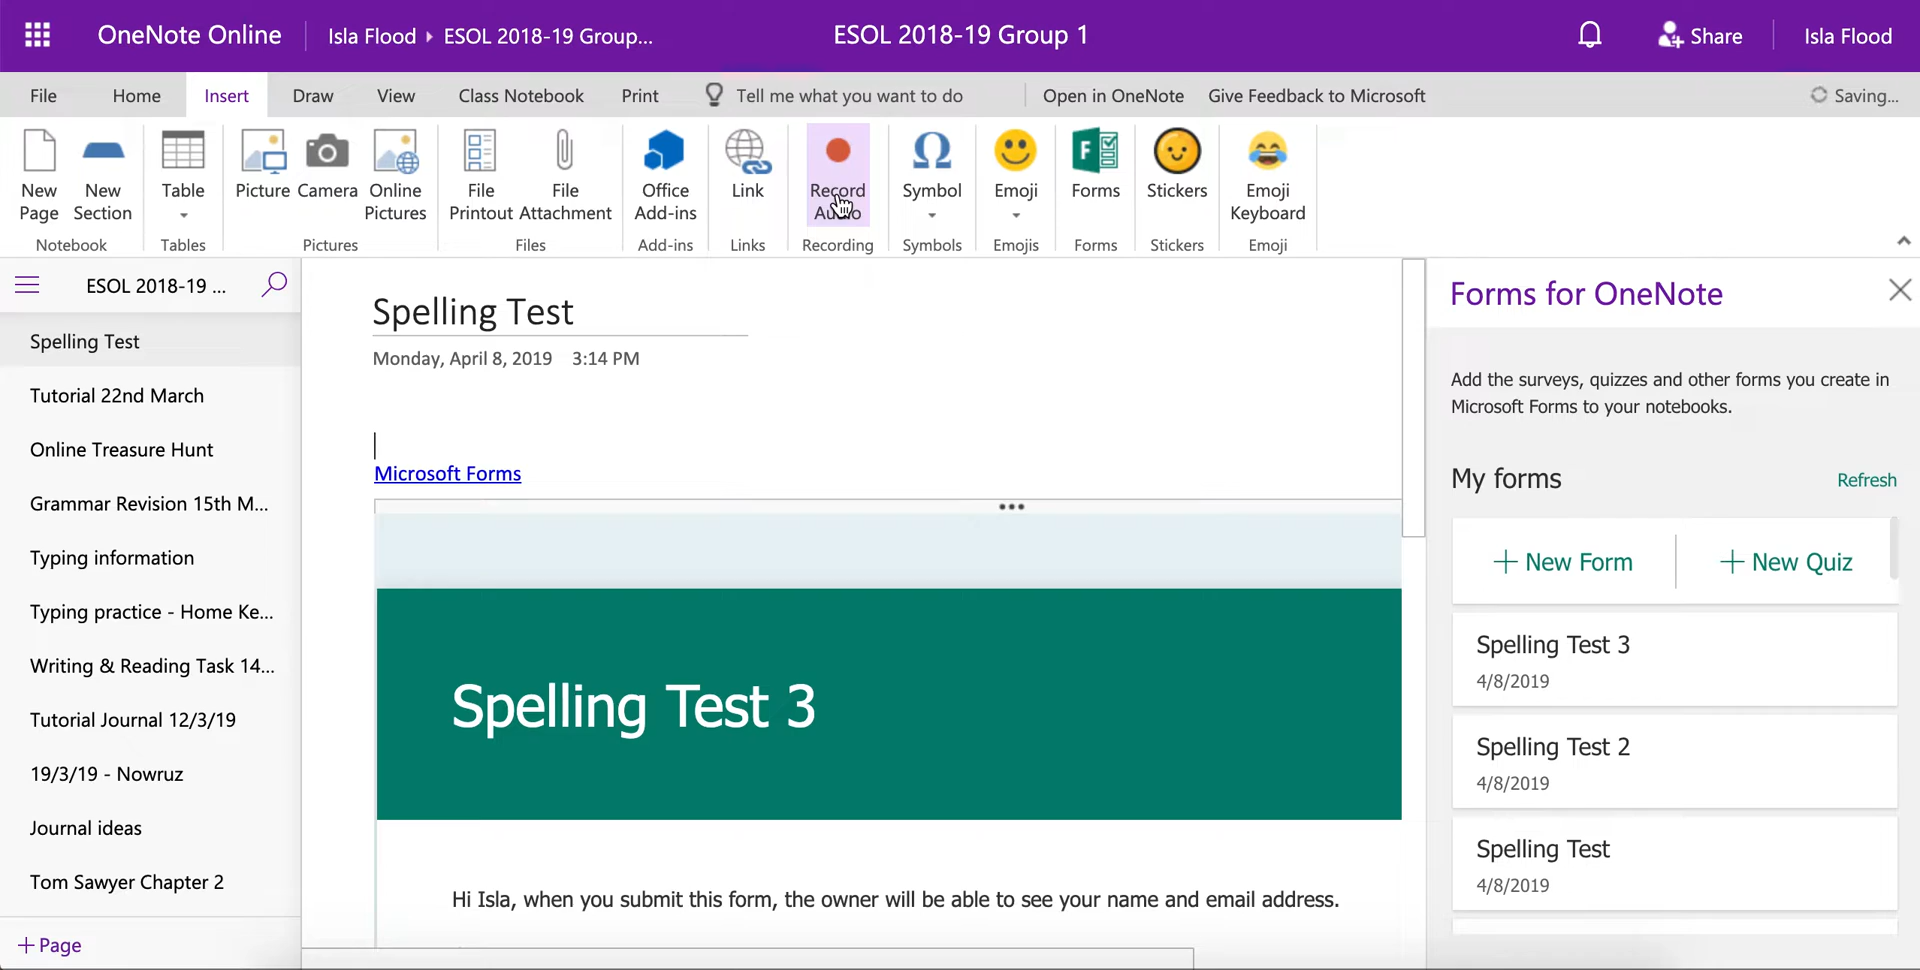 OneNote Online
Isla Flood ▸ ESOL 2018-19 Group...
ESOL 2018-19 Group 1
Share
Isla Flood
File
Home
Insert
Draw
View
Class Notebook
Print
Tell me what you want to do
Open in OneNote
Give Feedback to Microsoft
Saving...
New
Page
New
Section
Notebook
Table
Tables
Picture
Camera
Online
Pictures
Pictures
File
Printout
File
Attachment
Files
Office
Add-ins
Add-ins
Link
Links
Record
Recording
Ω
Symbol
Symbols
Emoji
Emojis
F
Forms
Forms
Stickers
Stickers
Emoji
Keyboard
Emoji
ESOL 2018-19 ...
Spelling Test
Tutorial 22nd March
Online Treasure Hunt
Grammar Revision 15th M...
Typing information
Typing practice - Home Ke...
Writing & Reading Task 14...
Tutorial Journal 12/3/19
19/3/19 - Nowruz
Journal ideas
Tom Sawyer Chapter 2
+ Page
Spelling Test
Monday, April 8, 2019 3:14 PM
Microsoft Forms
Spelling Test 3
Hi Isla, when you submit this form, the owner will be able to see your name and email address.
Forms for OneNote
Add the surveys, quizzes and other forms you create in
Microsoft Forms to your notebooks.
My forms
Refresh
+ New Form
+ New Quiz
Spelling Test 3
4/8/2019
Spelling Test 2
4/8/2019
Spelling Test
4/8/2019